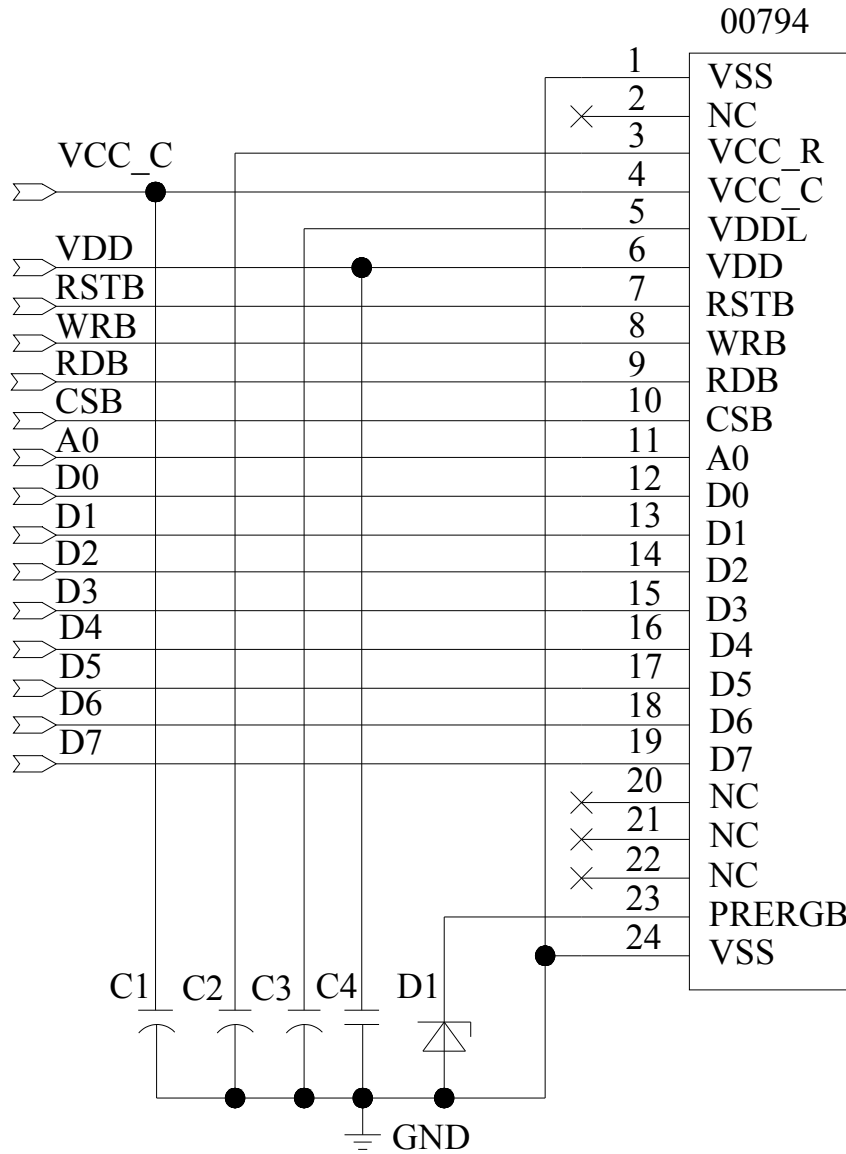 00794
1 VSS
2 NC
3 VCC_R
VCC_C 4 VCC_C
5 VDDL
VDD 6 VDD
RSTB 7 RSTB
WRB 8 WRB
RDB 9 RDB
CSB 10 CSB
A0 11 A0
D0 12 D0
D1 13 D1
D2 14 D2
D3 15 D3
D4 16 D4
D5 17 D5
D6 18 D6
D7 19 D7
20 NC
21 NC
22 NC
23 PRERGB
24 VSS
C1 C2 C3 C4 D1
GND